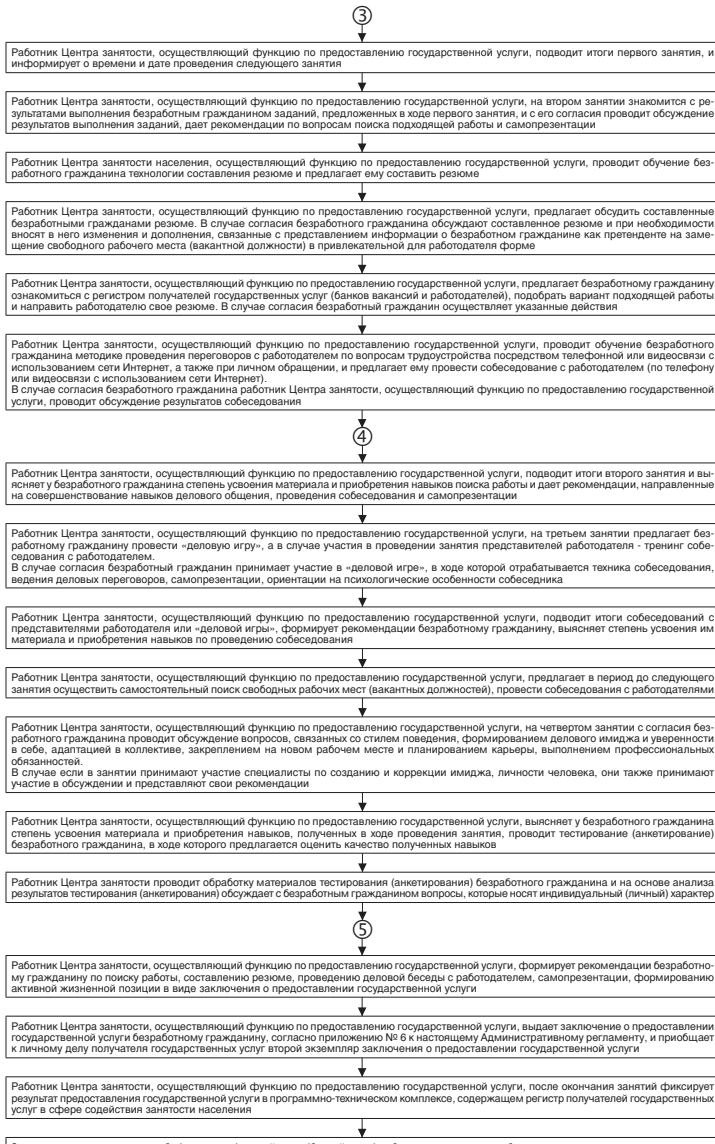 ③
Работник Центра занятости, осуществляющий функцию по предоставлению государственной услуги, подводит итоги первого занятия, и
информирует о времени и дате проведения следующего занятия
Работник Центра занятости, осуществляющий функцию по предоставлению государственной услуги, на втором занятии знакомится с ре-
зультатами выполнения безработным гражданином заданий, предложенных в ходе первого занятия, и с его согласия проводит обсуждение
результатов выполнения заданий, дает рекомендации по вопросам поиска подходящей работы и самопрезентации
Работник Центра занятости населения, осуществляющий функцию по предоставлению государственной услуги, проводит обучение без-
работного гражданина технологии составления резюме и предлагает ему составить резюме
Работник Центра занятости, осуществляющий функцию по предоставлению государственной услуги, предлагает обсудить составленные
безработными гражданами резюме. В случае согласия безработного гражданина обсуждают составленное резюме и при необходимости
вносят в него изменения и дополнения, связанные с представлением информации о безработном гражданине как претенденте на заме-
щение свободного рабочего места (вакантной должности) в привлекательной для работодателя форме
Работник Центра занятости, осуществляющий функцию по предоставлению государственной услуги, предлагает безработному гражданину
ознакомиться с регистром получателей государственных услуг (банков вакансий и работодателей), подобрать вариант подходящей работы
и направить работодателю свое резюме. В случае согласия безработный гражданин осуществляет указанные действия
Работник Центра занятости, осуществляющий функцию по предоставлению государственной услуги, проводит обучение безработного
гражданина методике проведения переговоров с работодателем по вопросам трудоустройства посредством телефонной или видеосвязи с
использованием сети Интернет, а также при личном обращении, и предлагает ему провести собеседование с работодателем (по телефону
или видеосвязи с использованием сети Интернет).
В случае согласия безработного гражданина работник Центра занятости, осуществляющий функцию по предоставлению государственной
услуги, проводит обсуждение результатов собеседования
④
Работник Центра занятости, осуществляющий функцию по предоставлению государственной услуги, подводит итоги второго занятия и вы-
ясняет у безработного гражданина степень усвоения материала и приобретения навыков поиска работы и дает рекомендации, направленные
на совершенствование навыков делового общения, проведения собеседования и самопрезентации
Работник Центра занятости, осуществляющий функцию по предоставлению государственной услуги, на третьем занятии предлагает без-
работному гражданину провести «деловую игру», а в случае участия в проведении занятия представителей работодателя - тренинг собе-
седования с работодателем.
В случае согласия безработный гражданин принимает участие в «деловой игре», в ходе которой отрабатывается техника собеседования,
ведения деловых переговоров, самопрезентации, ориентации на психологические особенности собеседника
Работник Центра занятости, осуществляющий функцию по предоставлению государственной услуги, подводит итоги собеседований с
представителями работодателя или «деловой игры», формирует рекомендации безработному гражданину, выясняет степень усвоения им
материала и приобретения навыков по проведению собеседования
Работник Центра занятости, осуществляющий функцию по предоставлению государственной услуги, предлагает в период до следующего
занятия осуществить самостоятельный поиск свободных рабочих мест (вакантных должностей), провести собеседования с работодателями
Работник Центра занятости, осуществляющий функцию по предоставлению государственной услуги, на четвертом занятии с согласия без-
работного гражданина проводит обсуждение вопросов, связанных со стилем поведения, формированием делового имиджа и уверенности
в себе, адаптацией в коллективе, закреплением на новом рабочем месте и планированием карьеры, выполнением профессиональных
обязанностей.
В случае если в занятии принимают участие специалисты по созданию и коррекции имиджа, личности человека, они также принимают
участие в обсуждении и представляют свои рекомендации
Работник Центра занятости, осуществляющий функцию по предоставлению государственной услуги, выясняет у безработного гражданина
степень усвоения материала и приобретения навыков, полученных в ходе проведения занятия, проводит тестирование (анкетирование)
безработного гражданина, в ходе которого предлагается оценить качество полученных навыков
Работник Центра занятости проводит обработку материалов тестирования (анкетирования) безработного гражданина и на основе анализа
результатов тестирования (анкетирования) обсуждает с безработным гражданином вопросы, которые носят индивидуальный (личный) характер
⑤
Работник Центра занятости, осуществляющий функцию по предоставлению государственной услуги, формирует рекомендации безработно-
му гражданину по поиску работы, составлению резюме, проведению деловой беседы с работодателем, самопрезентации, формированию
активной жизненной позиции в виде заключения о предоставлении государственной услуги
Работник Центра занятости, осуществляющий функцию по предоставлению государственной услуги, выдает заключение о предоставлении
государственной услуги безработному гражданину, согласно приложению № 6 к настоящему Административному регламенту, и приобщает
к личному делу получателя государственных услуг второй экземпляр заключения о предоставлении государственной услуги
Работник Центра занятости, осуществляющий функцию по предоставлению государственной услуги, после окончания занятий фиксирует
результат предоставления государственной услуги в программно-техническом комплексе, содержащем регистр получателей государственных
услуг в сфере содействия занятости населения